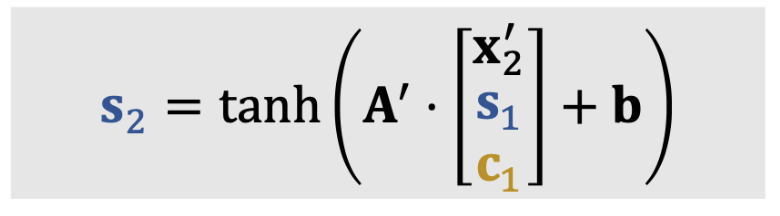 s₂ = tanh(A′ · [x′₂ s₁ c₁] + b)